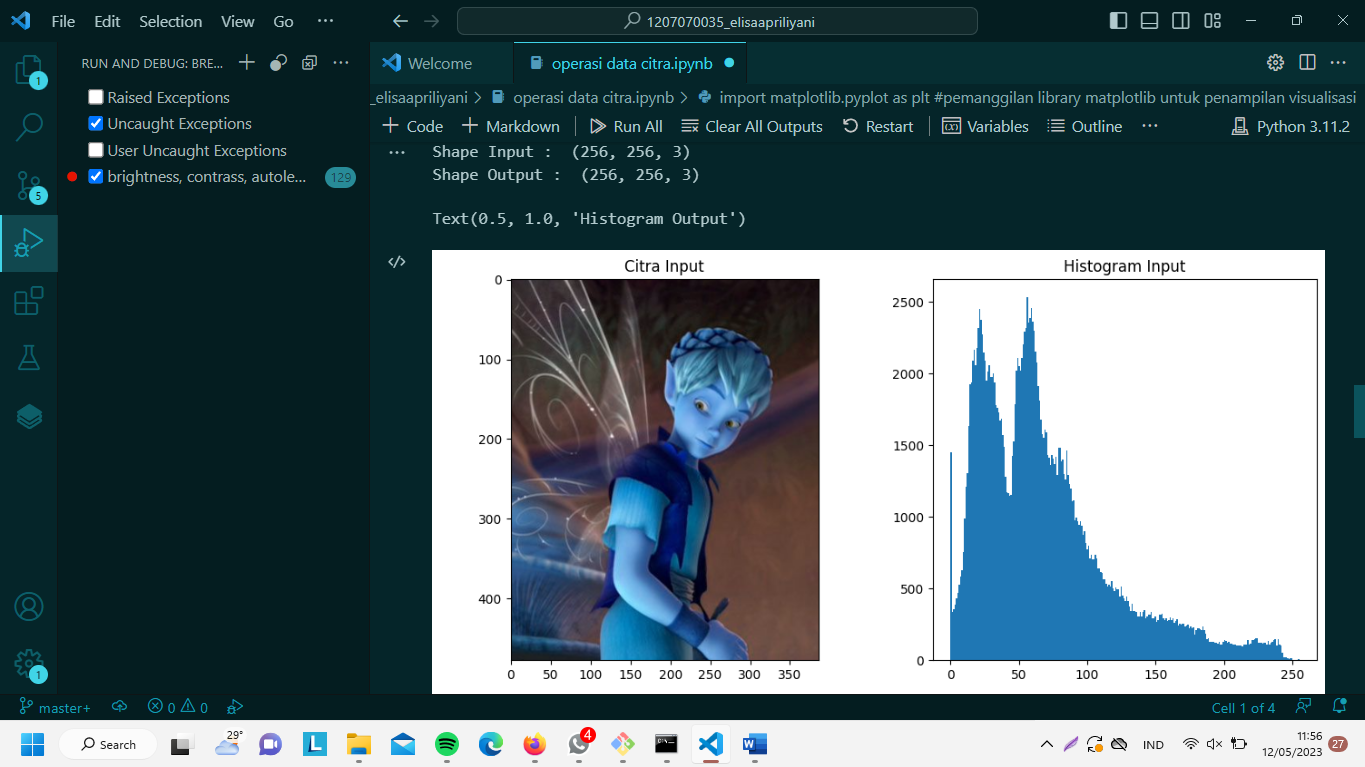 File Edit Selection View Go ···
1207070035_elisaapriliyani
RUN AND DEBUG: BRE...
Raised Exceptions
Uncaught Exceptions
User Uncaught Exceptions
brightness, contrass, autole... 129
1
5
1
Welcome
operasi data citra.ipynb
_elisaapriliyani > operasi data citra.ipynb > import matplotlib.pyplot as plt #pemanggilan library matplotlib untuk penampilan visualisasi
+ Code + Markdown Run All Clear All Outputs Restart (x) Variables Outline ··· Python 3.11.2
Shape Input : (256, 256, 3)
Shape Output : (256, 256, 3)
Text(0.5, 1.0, 'Histogram Output')
Citra Input
0
100
200
300
400
0 50 100 150 200 250 300 350
Histogram Input
2500
2000
1500
1000
500
0
0 50 100 150 200 250
master+ 0 0
Cell 1 of 4
Search
29°
L
4
W
IND
11:56
12/05/2023
27